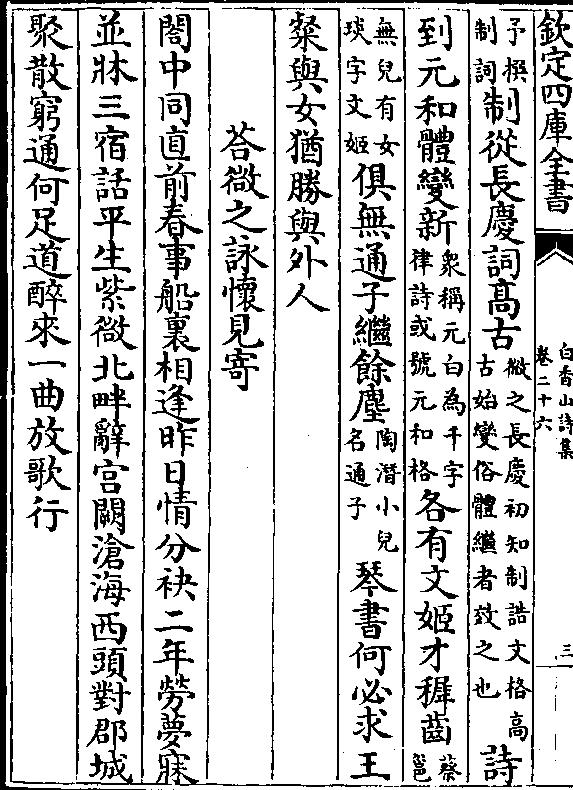 欽定四庫全書
白香山詩集
卷二十六
三
予撰制詞制從長慶詞髙古微之長慶初知制誥文格高古始變俗體繼者效之也詩
到元和體變新衆稱元白為千字律詩或號元和格各有文姬才稺齒蔡邕
無兒有女琰字文姬俱無通子繼餘塵陶潛小兒名通子琴書何必求王
粲與女猶勝與外人
荅微之詠懷見寄
閤中同直前春事船裏相逢昨日情分袂二年勞夢寐
並牀三宿話平生紫微北畔辭宫闕滄海西頭對郡城
聚散窮通何足道醉來一曲放歌行